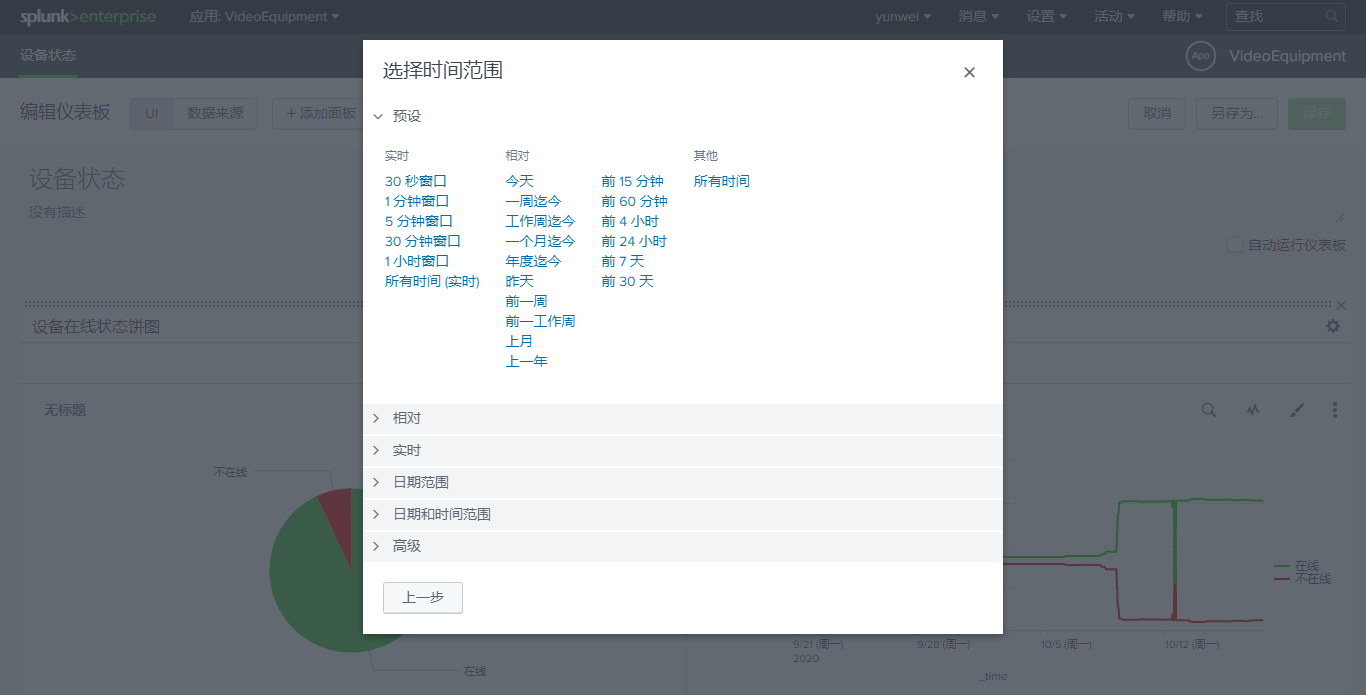 splunk>enterprise 应用: VideoEquipment yunwei 消息 设置 活动 帮助 查找
设备状态 App VideoEquipment
编辑仪表板 UI 数据来源 + 添加面板 取消 另存为... 保存
设备状态
没有描述
自动运行仪表板
设备在线状态饼图
无标题
不在线
在线
选择时间范围
预设
实时 相对 其他
30 秒窗口 今天 前 15 分钟 所有时间
1 分钟窗口 一周迄今 前 60 分钟
5 分钟窗口 工作周迄今 前 4 小时
30 分钟窗口 一个月迄今 前 24 小时
1 小时窗口 年度迄今 前 7 天
所有时间 (实时) 昨天 前 30 天
前一周
前一工作周
上月
上一年
相对
实时
日期范围
日期和时间范围
高级
上一步
在线
不在线
9/21 (周一) 9/28 (周一) 10/5 (周一) 10/12 (周一)
2020
_time